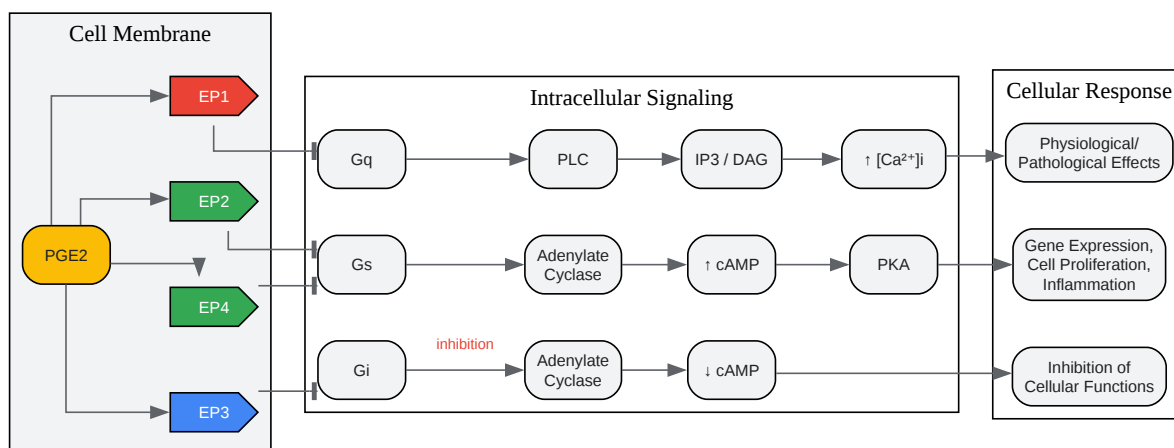 Cell Membrane
EP1
EP2
PGE2
EP4
EP3
Intracellular Signaling
Gq
PLC
IP3 / DAG
↑ [Ca²⁺]i
Gs
Adenylate
Cyclase
↑ cAMP
PKA
inhibition
Gi
Adenylate
Cyclase
↓ cAMP
Cellular Response
Physiological/
Pathological Effects
Gene Expression,
Cell Proliferation,
Inflammation
Inhibition of
Cellular Functions